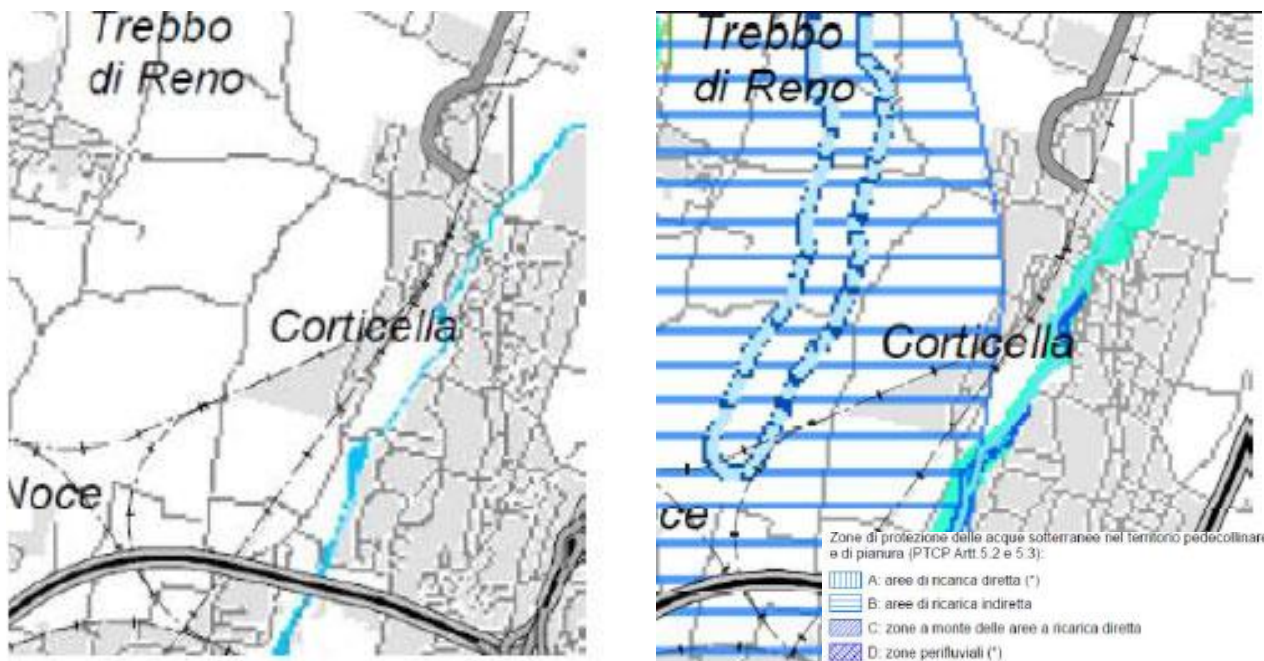 Trebbo
di Reno
Corticella
Noce
Trebbo
di Reno
Corticella
ce
Zone di protezione delle acque sotterranee nel territorio pedecollinare
e di pianura (PTCP Artt.5.2 e 5.3):
A: aree di ricarica diretta (*)
B: aree di ricarica indiretta
C: zone a monte delle aree a ricarica diretta
D: zone perifluviali (*)